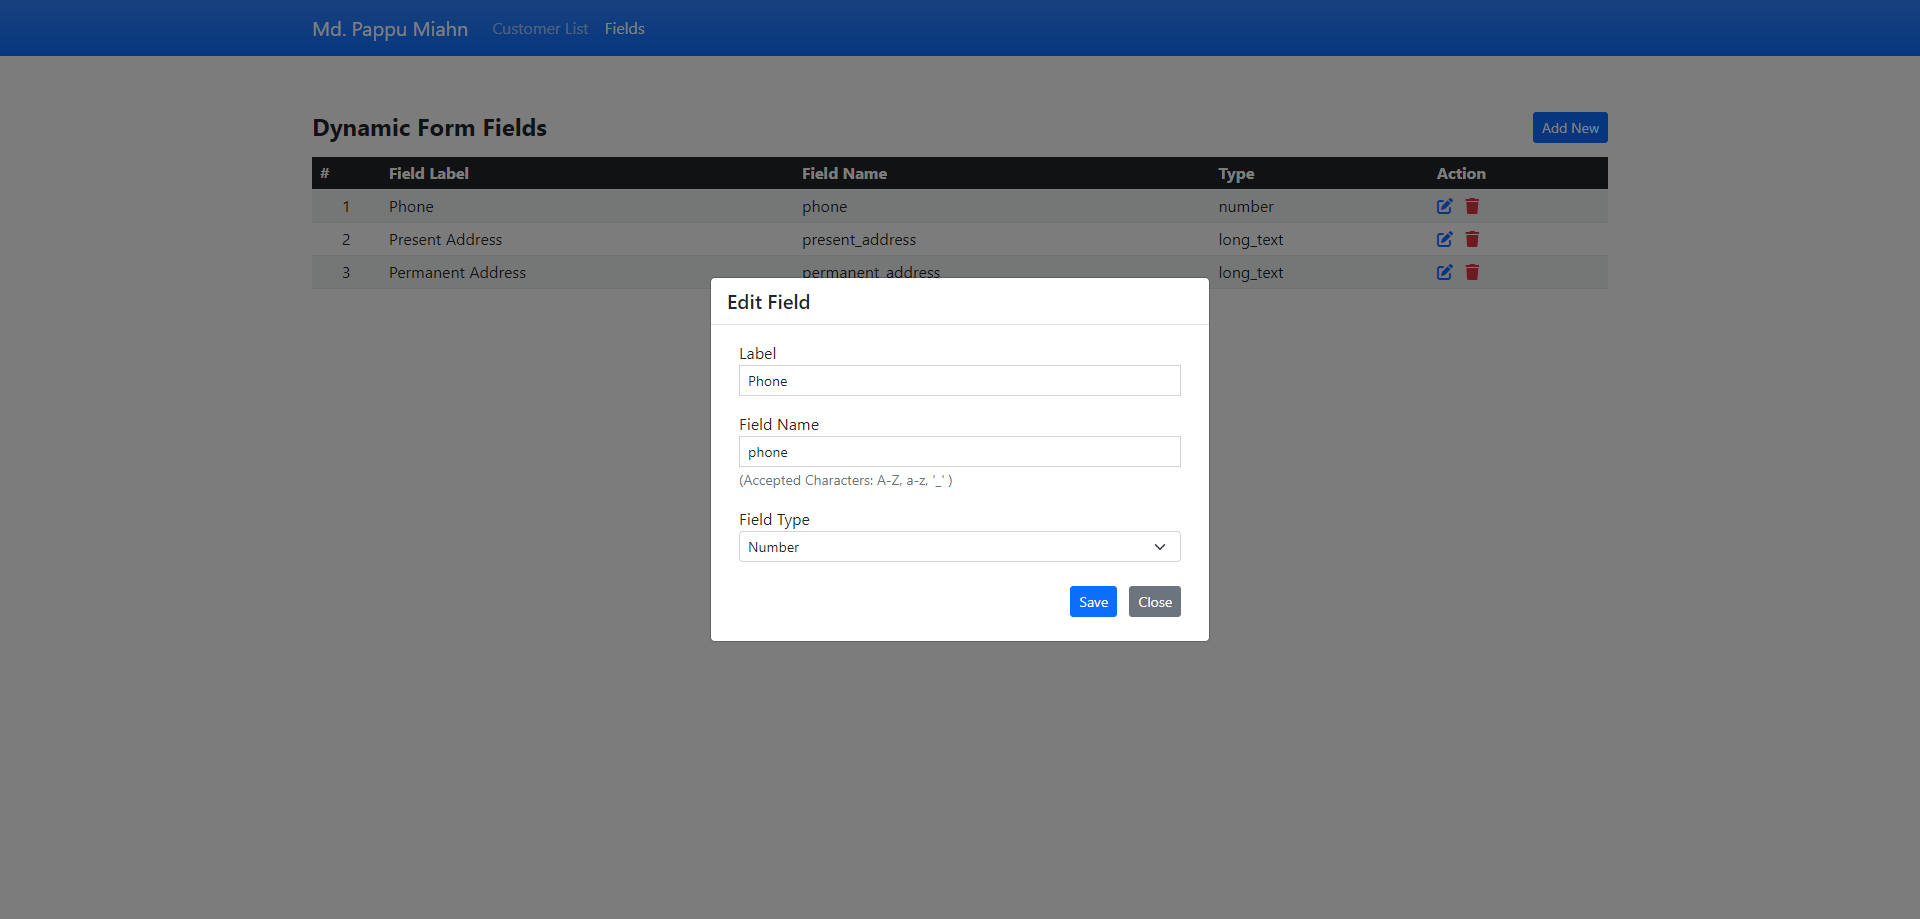 Md. Pappu Miahn Customer List Fields
Dynamic Form Fields Add New
# Field Label Field Name Type Action
1 Phone phone number
2 Present Address present_address long_text
3 Permanent Address permanent_address long_text
Edit Field
Label
Phone
Field Name
phone
(Accepted Characters: A-Z, a-z, '_' )
Field Type
Number
Save Close